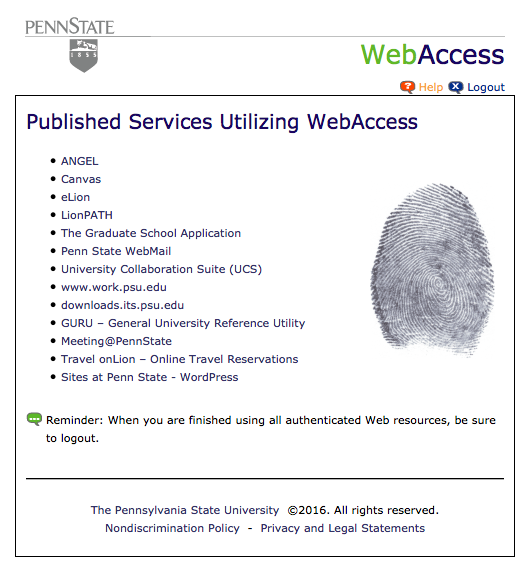 PENNSTATE
1855
WebAccess
Help Logout
Published Services Utilizing WebAccess
ANGEL
Canvas
eLion
LionPATH
The Graduate School Application
Penn State WebMail
University Collaboration Suite (UCS)
www.work.psu.edu
downloads.its.psu.edu
GURU – General University Reference Utility
Meeting@PennState
Travel onLion – Online Travel Reservations
Sites at Penn State - WordPress
Reminder: When you are finished using all authenticated Web resources, be sure
to logout.
The Pennsylvania State University ©2016. All rights reserved.
Nondiscrimination Policy - Privacy and Legal Statements